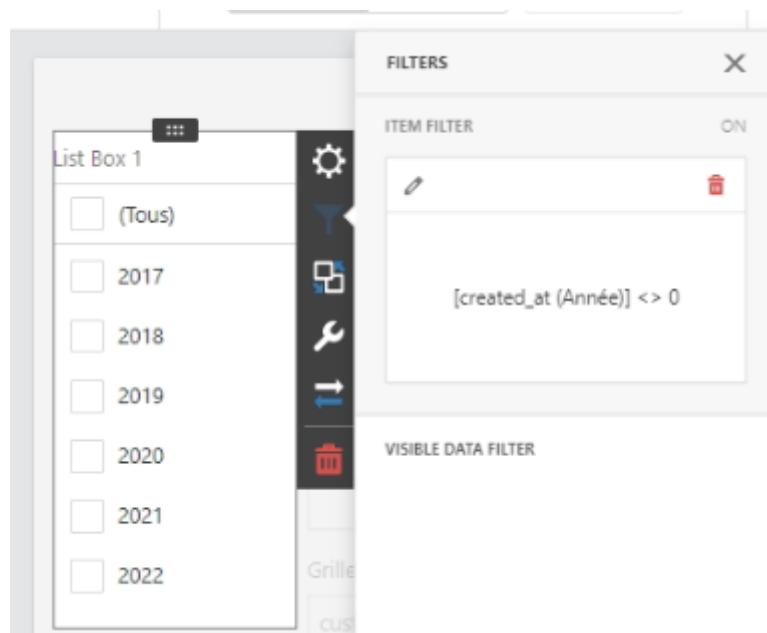 FILTERS
ITEM FILTER
ON
[created_at (Année)] <> 0
VISIBLE DATA FILTER
List Box 1
(Tous)
2017
2018
2019
2020
2021
2022
Grille
cust